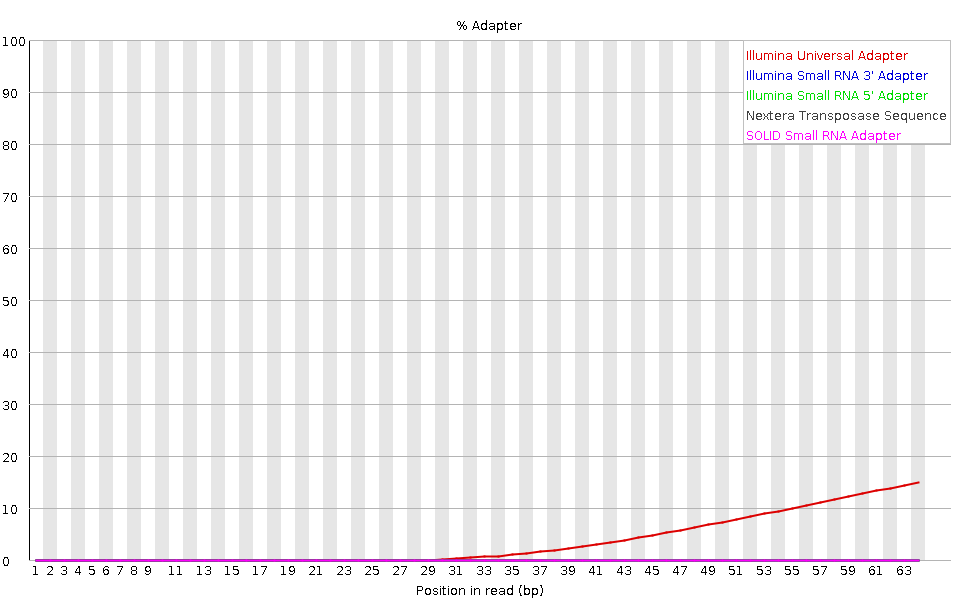 % Adapter
100
90
80
70
60
50
40
30
20
10
0
Illumina Universal Adapter
Illumina Small RNA 3' Adapter
Illumina Small RNA 5' Adapter
Nextera Transposase Sequence
SOLID Small RNA Adapter
1 2 3 4 5 6 7 8 9 11 13 15 17 19 21 23 25 27 29 31 33 35 37 39 41 43 45 47 49 51 53 55 57 59 61 63
Position in read (bp)